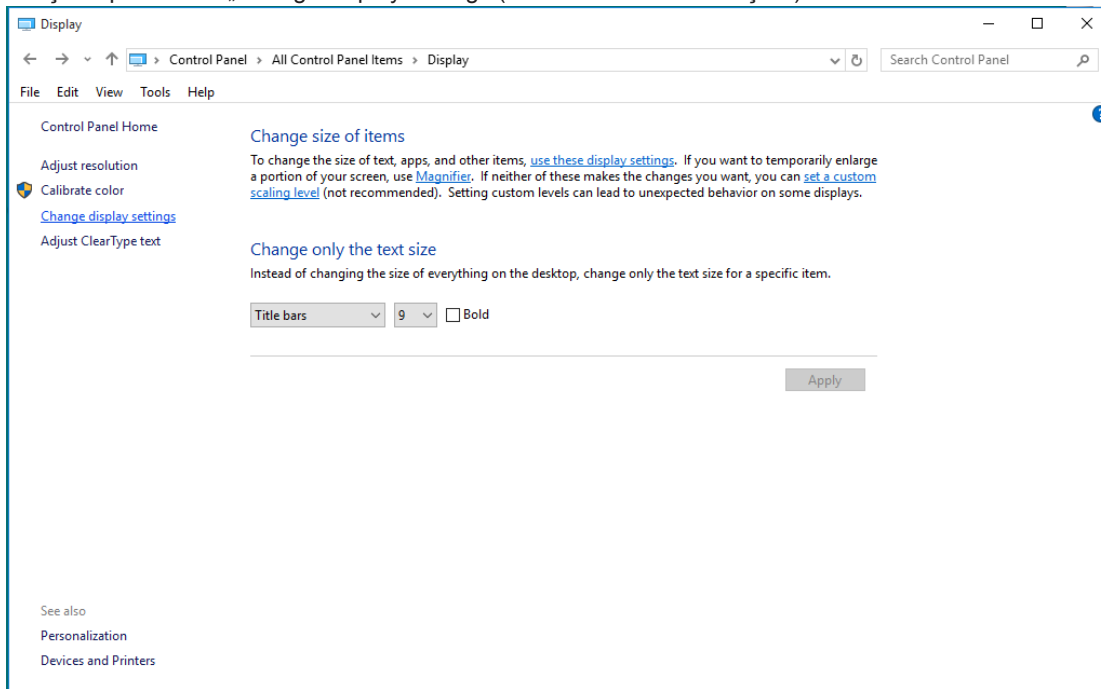 „Change display settings (
Display
Control Panel > All Control Panel Items > Display
Search Control Panel
File Edit View Tools Help
Control Panel Home
Adjust resolution
Calibrate color
Change display settings
Adjust ClearType text
Change size of items
To change the size of text, apps, and other items, use these display settings. If you want to temporarily enlarge
a portion of your screen, use Magnifier. If neither of these makes the changes you want, you can set a custom
scaling level (not recommended). Setting custom levels can lead to unexpected behavior on some displays.
Change only the text size
Instead of changing the size of everything on the desktop, change only the text size for a specific item.
Title bars 9 Bold
Apply
See also
Personalization
Devices and Printers